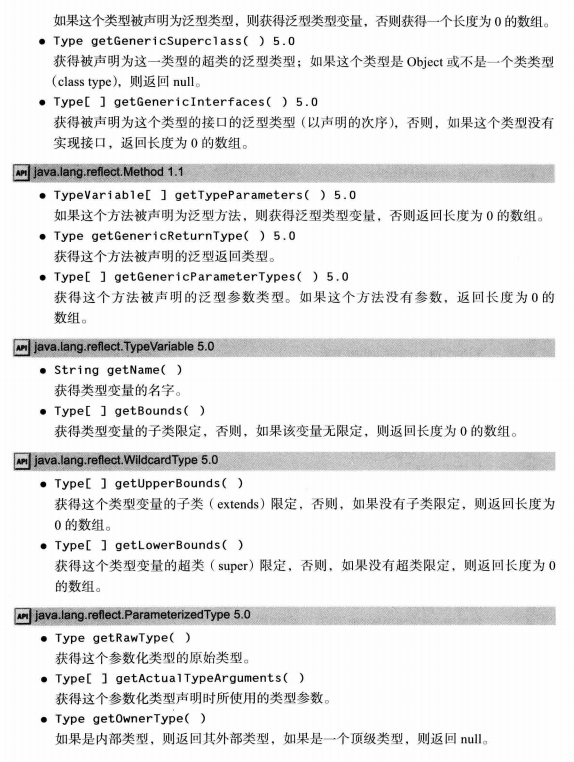 如果这个类型被声明为泛型类型，则获得泛型类型变量，否则获得一个长度为 0 的数组。
● Type getGenericSuperclass( ) 5.0
获得被声明为这一类型的超类的泛型类型；如果这个类型是 Object 或不是一个类类型
（class type），则返回 null。
● Type[ ] getGenericInterfaces( ) 5.0
获得被声明为这个类型的接口的泛型类型（以声明的次序），否则，如果这个类型没有
实现接口，返回长度为 0 的数组。
API java.lang.reflect.Method 1.1
● TypeVariable[ ] getTypeParameters( ) 5.0
如果这个方法被声明为泛型方法，则获得泛型类型变量，否则返回长度为 0 的数组。
● Type getGenericReturnType( ) 5.0
获得这个方法被声明的泛型返回类型。
● Type[ ] getGenericParameterTypes( ) 5.0
获得这个方法被声明的泛型参数类型。如果这个方法没有参数，返回长度为 0 的
数组。
API java.lang.reflect.TypeVariable 5.0
● String getName( )
获得类型变量的名字。
● Type[ ] getBounds( )
获得类型变量的子类限定，否则，如果该变量无限定，则返回长度为 0 的数组。
API java.lang.reflect.WildcardType 5.0
● Type[ ] getUpperBounds( )
获得这个类型变量的子类（extends）限定，否则，如果没有子类限定，则返回长度为
0 的数组。
● Type[ ] getLowerBounds( )
获得这个类型变量的超类（super）限定，否则，如果没有超类限定，则返回长度为 0
的数组。
API java.lang.reflect.ParameterizedType 5.0
● Type getRawType( )
获得这个参数化类型的原始类型。
● Type[ ] getActualTypeArguments( )
获得这个参数化类型声明时所使用的类型参数。
● Type getOwnerType( )
如果是内部类型，则返回其外部类型，如果是一个顶级类型，则返回 null。